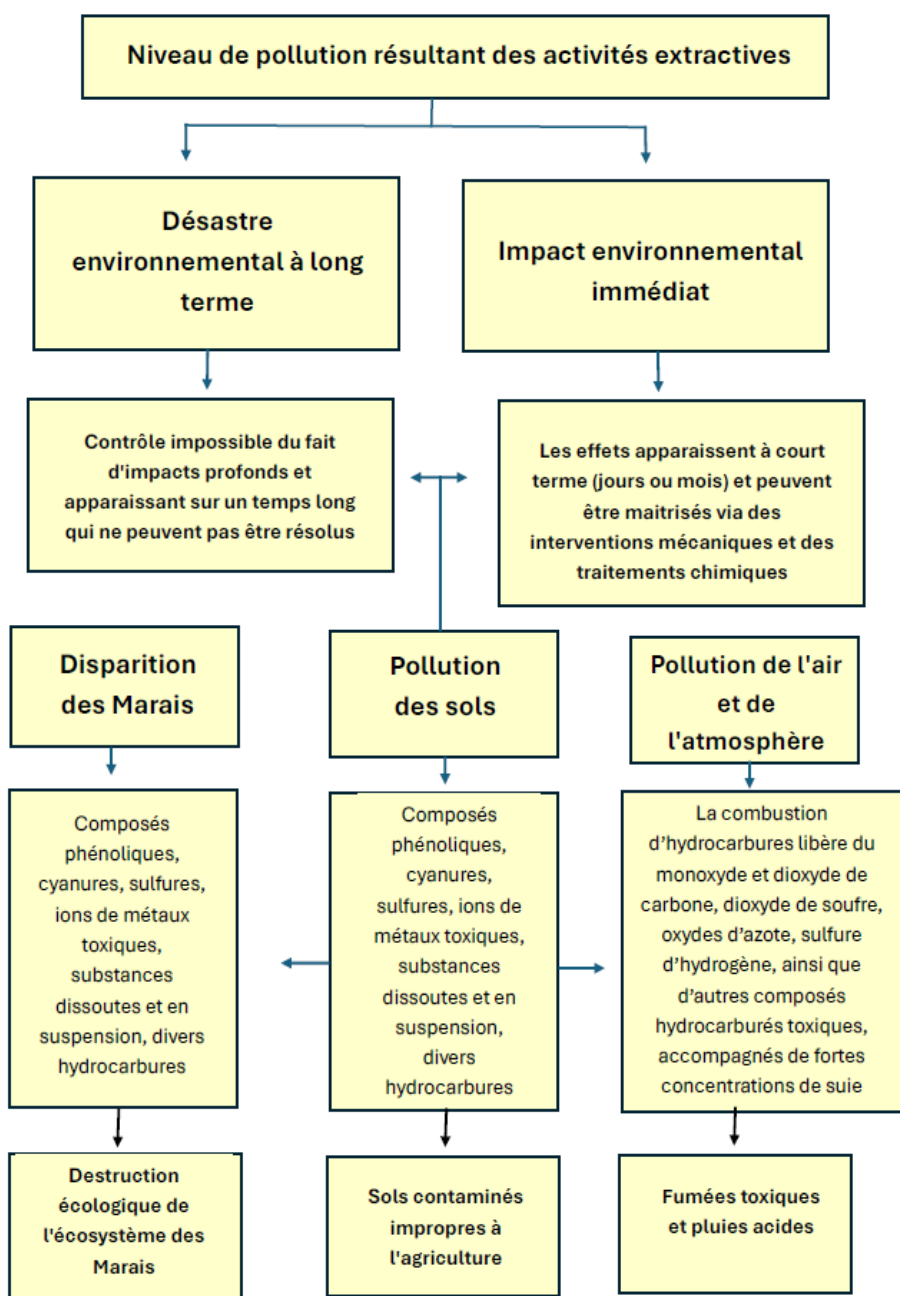 Niveau de pollution résultant des activités extractives
Désastre
environnemental à long
terme
Impact environnemental
immédiat
Contrôle impossible du fait
d'impacts profonds et
apparaissant sur un temps long
qui ne peuvent pas être résolus
Les effets apparaissent à court
terme (jours ou mois) et peuvent
être maitrisés via des
interventions mécaniques et des
traitements chimiques
Disparition
des Marais
Pollution
des sols
Pollution de l'air
et de
l'atmosphère
Composés
phénoliques,
cyanures, sulfures,
ions de métaux
toxiques,
substances
dissoutes et en
suspension, divers
hydrocarbures
Composés
phénoliques,
cyanures,
sulfures, ions de
métaux toxiques,
substances
dissoutes et en
suspension,
divers
hydrocarbures
La combustion
d’hydrocarbures libère du
monoxyde et dioxyde de
carbone, dioxyde de soufre,
oxydes d’azote, sulfure
d’hydrogène, ainsi que
d’autres composés
hydrocarburés toxiques,
accompagnés de fortes
concentrations de suie
Destruction
écologique de
l'écosystème des
Marais
Sols contaminés
impropres à
l'agriculture
Fumées toxiques
et pluies acides